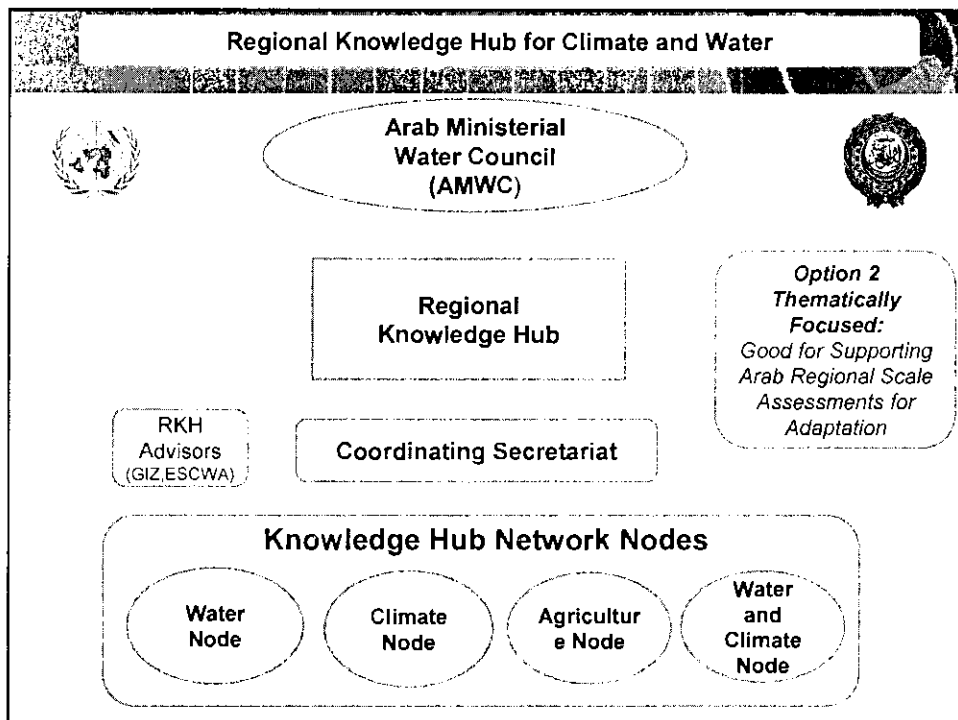 Regional Knowledge Hub for Climate and Water
Arab Ministerial
Water Council
(AMWC)
Regional
Knowledge Hub
Option 2
Thematically
Focused:
Good for Supporting
Arab Regional Scale
Assessments for
Adaptation
RKH
Advisors
(GIZ,ESCWA)
Coordinating Secretariat
Knowledge Hub Network Nodes
Water
Node
Climate
Node
Agricultur
e Node
Water
and
Climate
Node